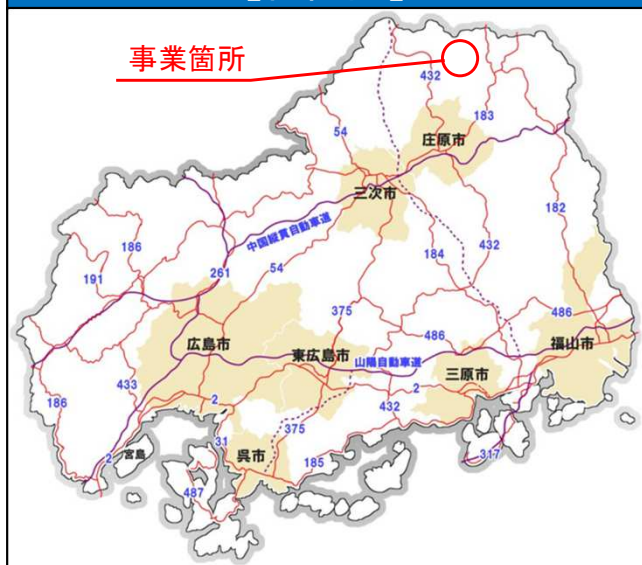 事業箇所
432
183
54
庄原市
三次市
182
中国縦貫自動車道
186
432
191
261
54
184
375
486
486
広島市
東広島市
山陽自動車道
福山市
三原市
433
186
2
2
432
375
31
2
宮島
呉市
185
317
487